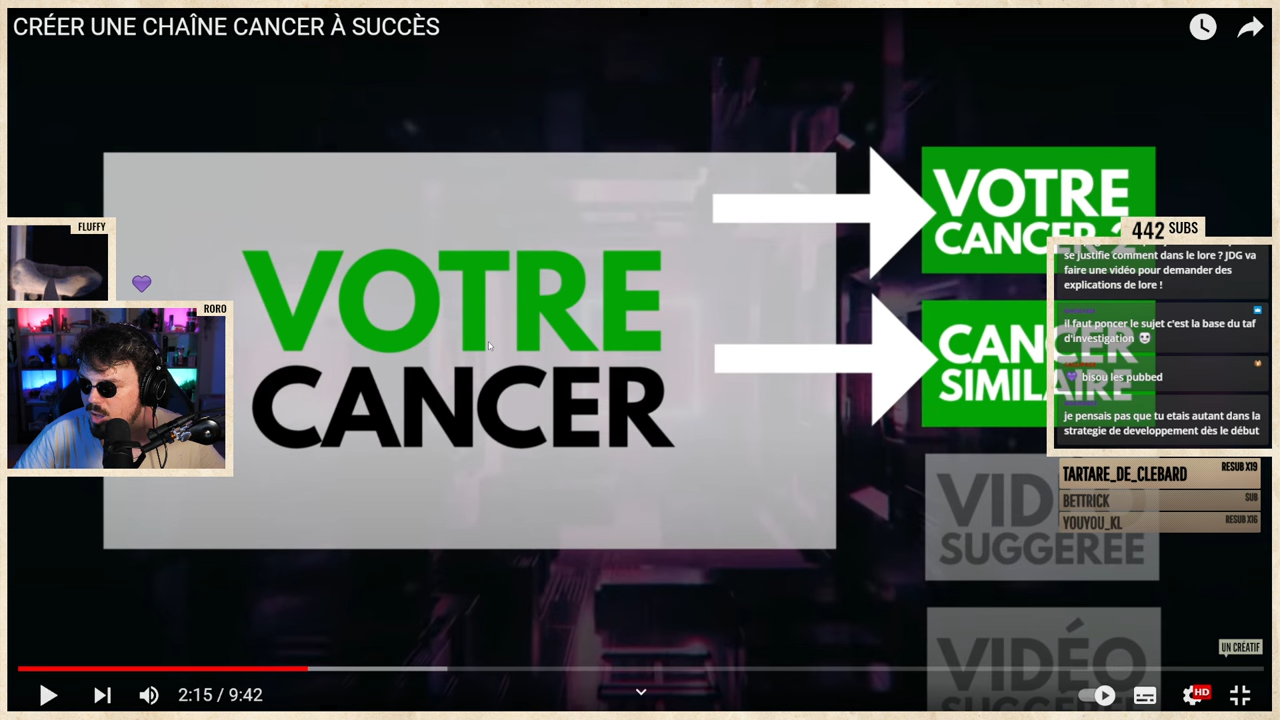 CRÉER UNE CHAÎNE CANCER À SUCCÈS
VOTRE
CANCER
VOTRE
CANCER 2
CANCER
SIMILAIRE
VIDÉO
SUGGÉRÉE
VIDÉO
SUGGÉRÉE
FLUFFY
RORO
442 SUBS
se justifie comment dans le lore ? JDG va
faire une vidéo pour demander des
explications de lore !
il faut poncer le sujet c'est la base du taf
d'investigation
bisou les pubbed
je pensais pas que tu etais autant dans la
strategie de developpement dès le début
TARTARE_DE_CLEBARD RESUB X19
BETTRICK SUB
YOUYOU_KL RESUB X16
UN CRÉATIF
2:15 / 9:42
HD